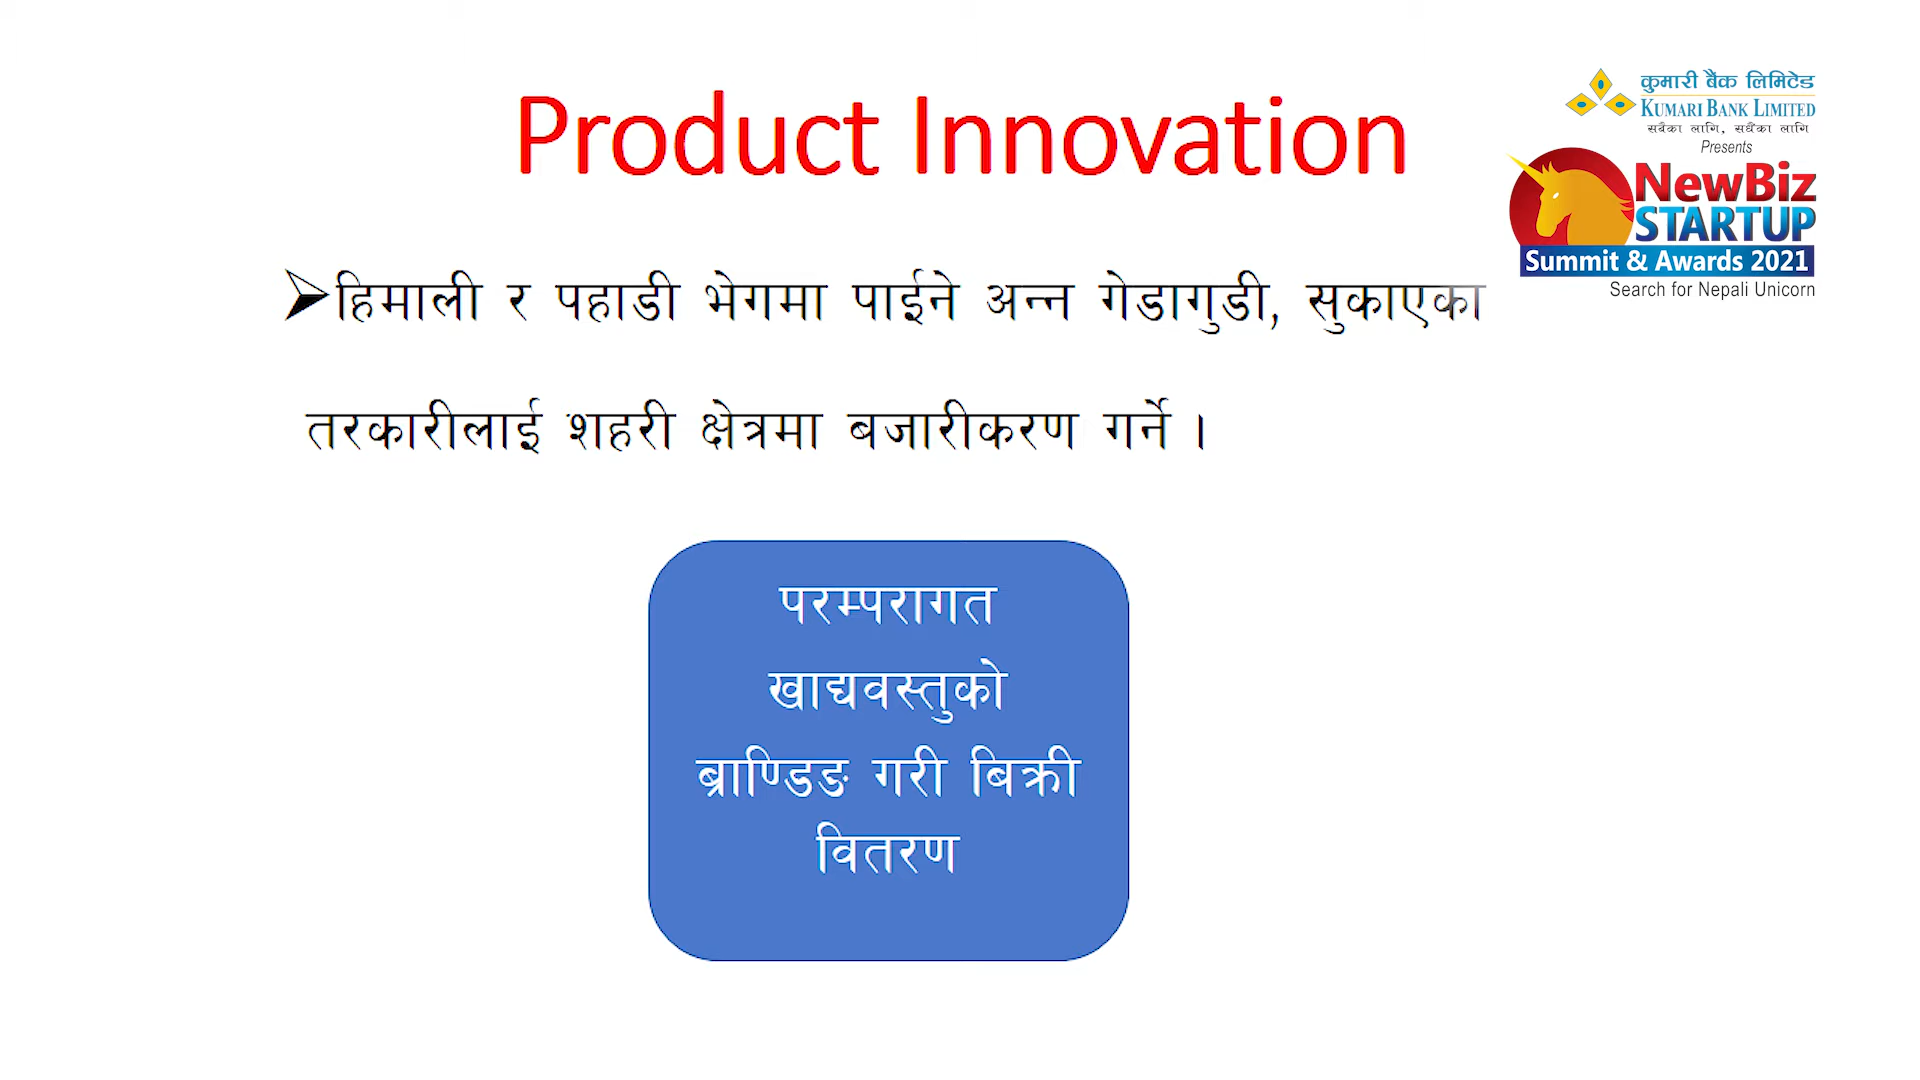 Product Innovation
कुमारी बैंक लिमिटेड
KUMARI BANK LIMITED
सबैका लागि, सधैंका लागि
Presents
NewBiz
STARTUP
Summit & Awards 2021
Search for Nepali Unicorn
➢हिमाली र पहाडी भेगमा पाईने अन्न गेडागुडी, सुकाएका
तरकारीलाई शहरी क्षेत्रमा बजारीकरण गर्ने ।
परम्परागत
खाद्यवस्तुको
ब्राण्डिङ गरी बिक्री
वितरण